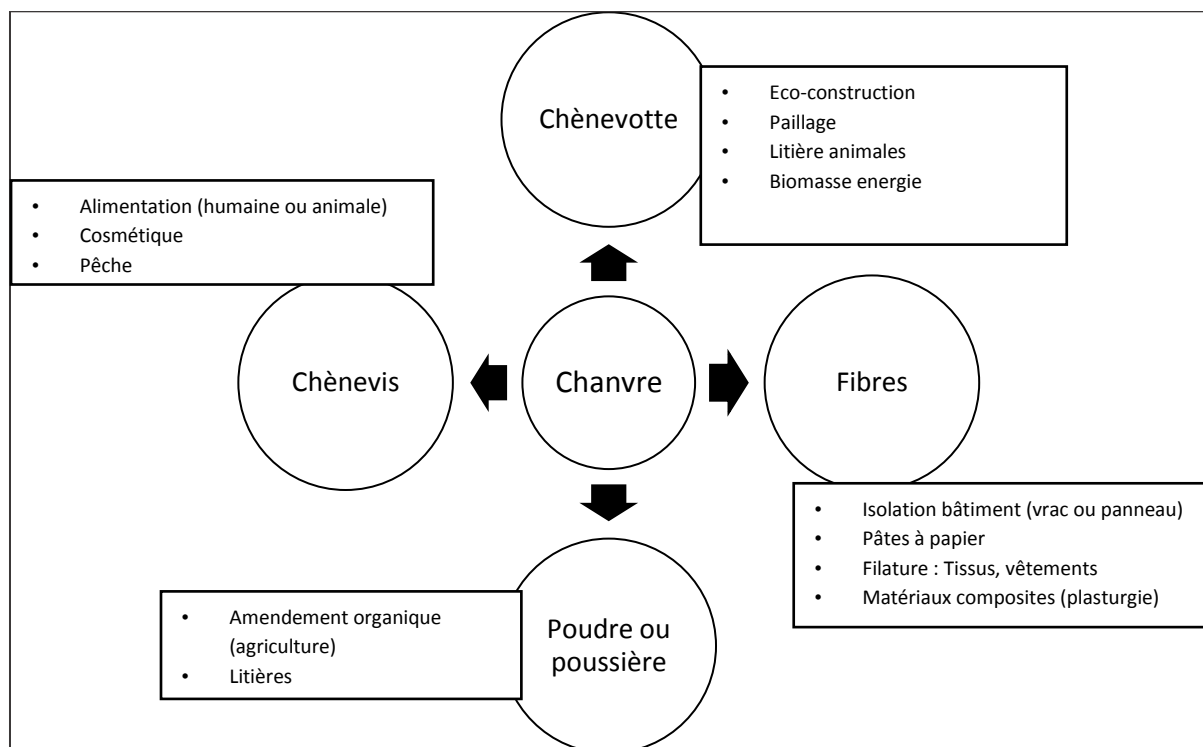 Chènevotte
• Eco-construction
• Paillage
• Litière animales
• Biomasse energie
• Alimentation (humaine ou animale)
• Cosmétique
• Pêche
Chènevis
Chanvre
Fibres
• Isolation bâtiment (vrac ou panneau)
• Pâtes à papier
• Filature : Tissus, vêtements
• Matériaux composites (plasturgie)
• Amendement organique
(agriculture)
• Litières
Poudre ou
poussière